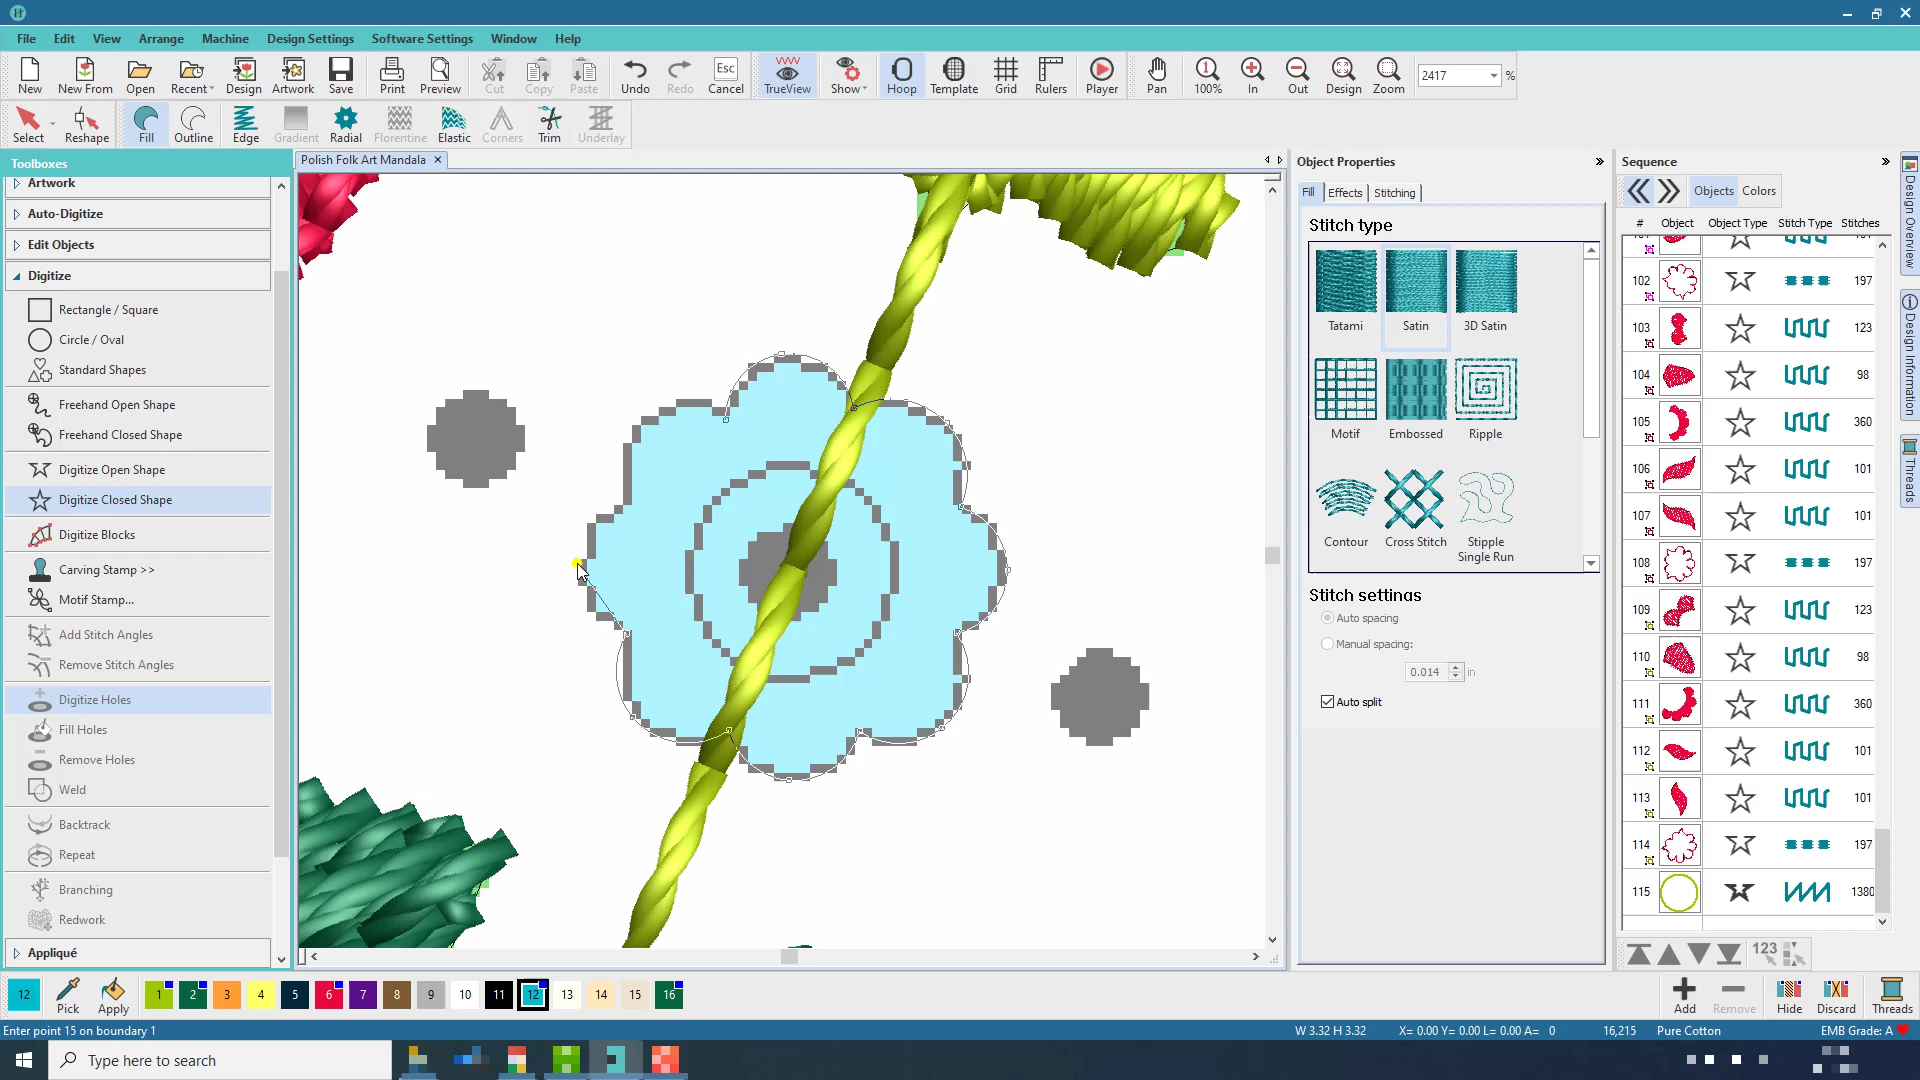 File Edit View Arrange Machine Design Settings Software Settings Window Help
New New From Open Recent Design Artwork Save Print Preview Cut Copy Paste Undo Redo Esc Cancel TrueView Show Hoop Template Grid Rulers Player Pan 1 100% In Out Design Zoom 2417 %
Select Reshape Fill Outline Edge Gradient Radial Florentine Elastic Corners Trim Underlay
Toolboxes
Artwork
Auto-Digitize
Edit Objects
Digitize
Rectangle / Square
Circle / Oval
Standard Shapes
Freehand Open Shape
Freehand Closed Shape
Digitize Open Shape
Digitize Closed Shape
Digitize Blocks
Carving Stamp >>
Motif Stamp...
Add Stitch Angles
Remove Stitch Angles
Digitize Holes
Fill Holes
Remove Holes
Weld
Backtrack
Repeat
Branching
Redwork
Appliqué
Polish Folk Art Mandala
Object Properties
Fill Effects Stitching
Stitch type
Tatami Satin 3D Satin
Motif Embossed Ripple
Contour Cross Stitch Stipple Single Run
Stitch settings
Auto spacing
Manual spacing:
0.014 in
Auto split
Sequence
Objects Colors
# Object Object Type Stitch Type Stitches
102 197
103 123
104 98
105 360
106 101
107 101
108 197
109 123
110 98
111 360
112 101
113 101
114 197
115 1380
123
Design Overview
Design Information
Threads
12 Pick Apply 1 2 3 4 5 6 7 8 9 10 11 12 13 14 15 16 Add Remove Hide Discard Threads
Enter point 15 on boundary 1 W 3.32 H 3.32 X= 0.00 Y= 0.00 L= 0.00 A= 0 16,215 Pure Cotton EMB Grade: A
Type here to search